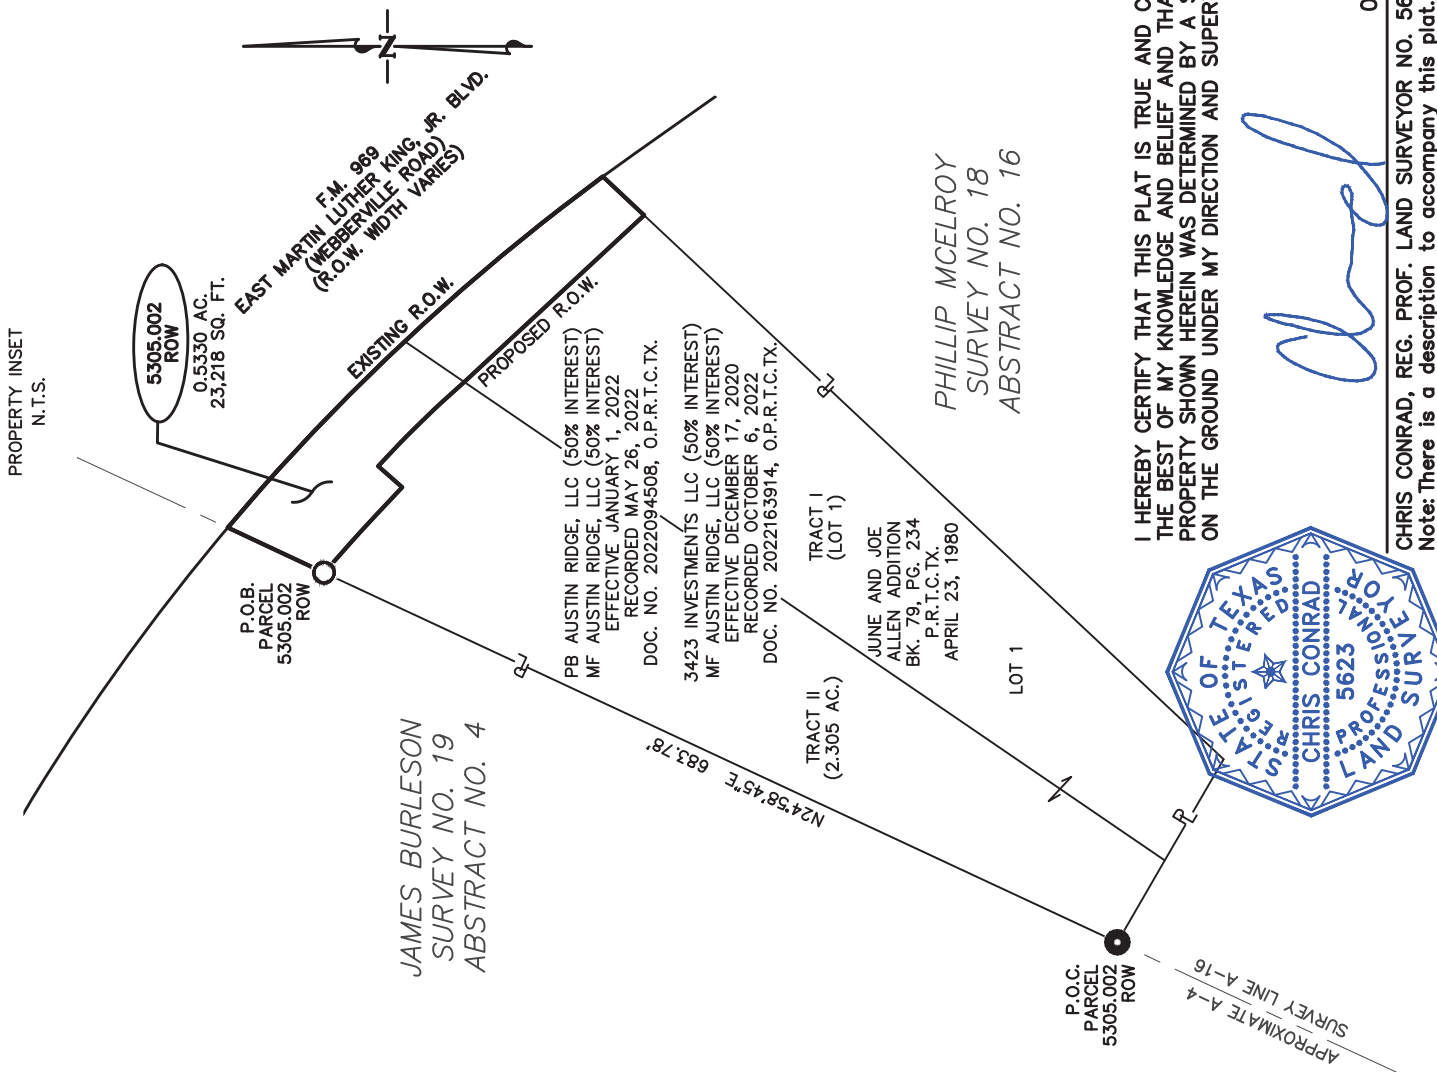 PROPERTY INSET
N.T.S.
5305.002
ROW
0.5330 AC.
23,218 SQ. FT.
F.M. 969
EAST MARTIN LUTHER KING, JR. BLVD.
(WEBBERVILLE ROAD)
(R.O.W. WIDTH VARIES)
N
EXISTING R.O.W.
PROPOSED R.O.W.
P.O.B.
PARCEL
5305.002
ROW
PB AUSTIN RIDGE, LLC (50% INTEREST)
MF AUSTIN RIDGE, LLC (50% INTEREST)
EFFECTIVE JANUARY 1, 2022
RECORDED MAY 26, 2022
DOC. NO. 2022094508, O.P.R.T.C.TX.
3423 INVESTMENTS LLC (50% INTEREST)
MF AUSTIN RIDGE, LLC (50% INTEREST)
EFFECTIVE DECEMBER 17, 2020
RECORDED OCTOBER 6, 2022
DOC. NO. 2022163914, O.P.R.T.C.TX.
JAMES BURLESON
SURVEY NO. 19
ABSTRACT NO. 4
PHILLIP MCELROY
SURVEY NO. 18
ABSTRACT NO. 16
N24°58'45"E 683.78'
TRACT I
(LOT 1)
TRACT II
(2.305 AC.)
JUNE AND JOE
ALLEN ADDITION
BK. 79, PG. 234
P.R.T.C.TX.
APRIL 23, 1980
LOT 1
PL
PL
PL
P.O.C.
PARCEL
5305.002
ROW
APPROXIMATE A-4
SURVEY LINE A-16
I HEREBY CERTIFY THAT THIS PLAT IS TRUE AND C
THE BEST OF MY KNOWLEDGE AND BELIEF AND THA
PROPERTY SHOWN HEREIN WAS DETERMINED BY A S
ON THE GROUND UNDER MY DIRECTION AND SUPER
0
CHRIS CONRAD, REG. PROF. LAND SURVEYOR NO. 56
Note: There is a description to accompany this plat.
STATE OF TEXAS
REGISTERED
CHRIS CONRAD
5623
PROFESSIONAL
LAND SURVEYOR